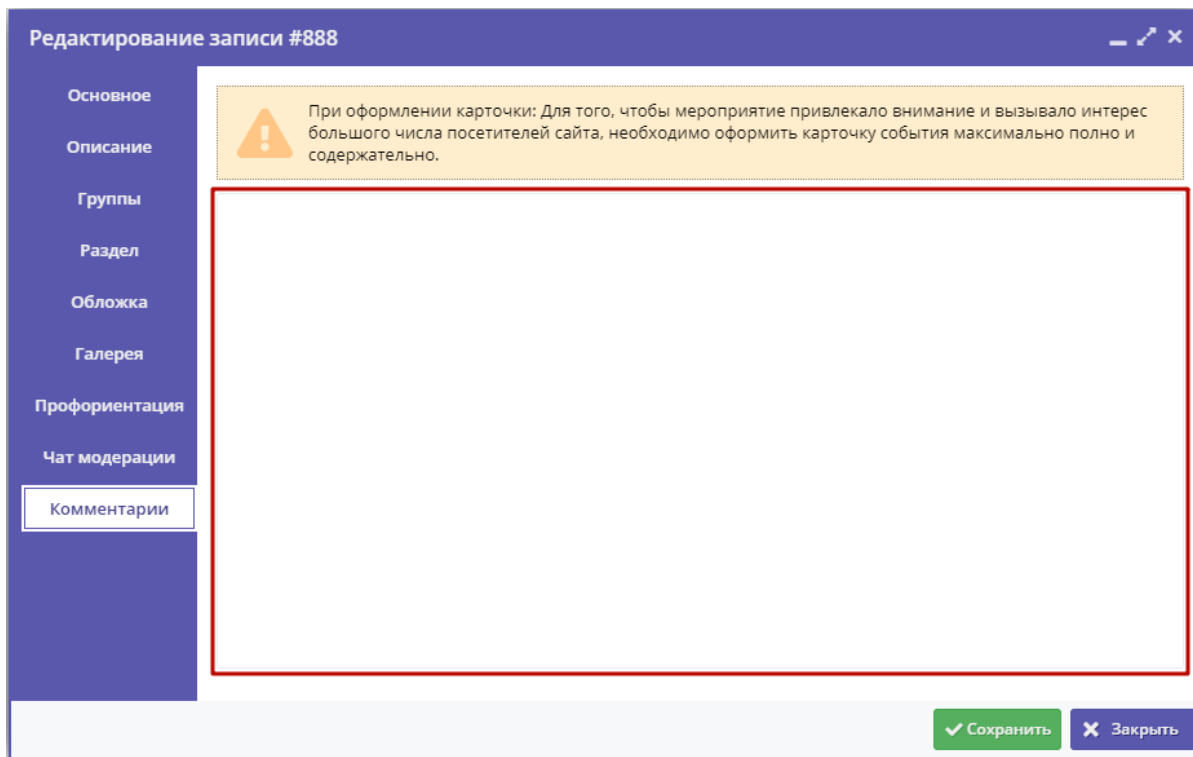 Редактирование записи #888
Основное
Описание
Группы
Раздел
Обложка
Галерея
Профориентация
Чат модерации
Комментарии
При оформлении карточки: Для того, чтобы мероприятие привлекало внимание и вызывало интерес
большого числа посетителей сайта, необходимо оформить карточку события максимально полно и
содержательно.
Сохранить
Закрыть